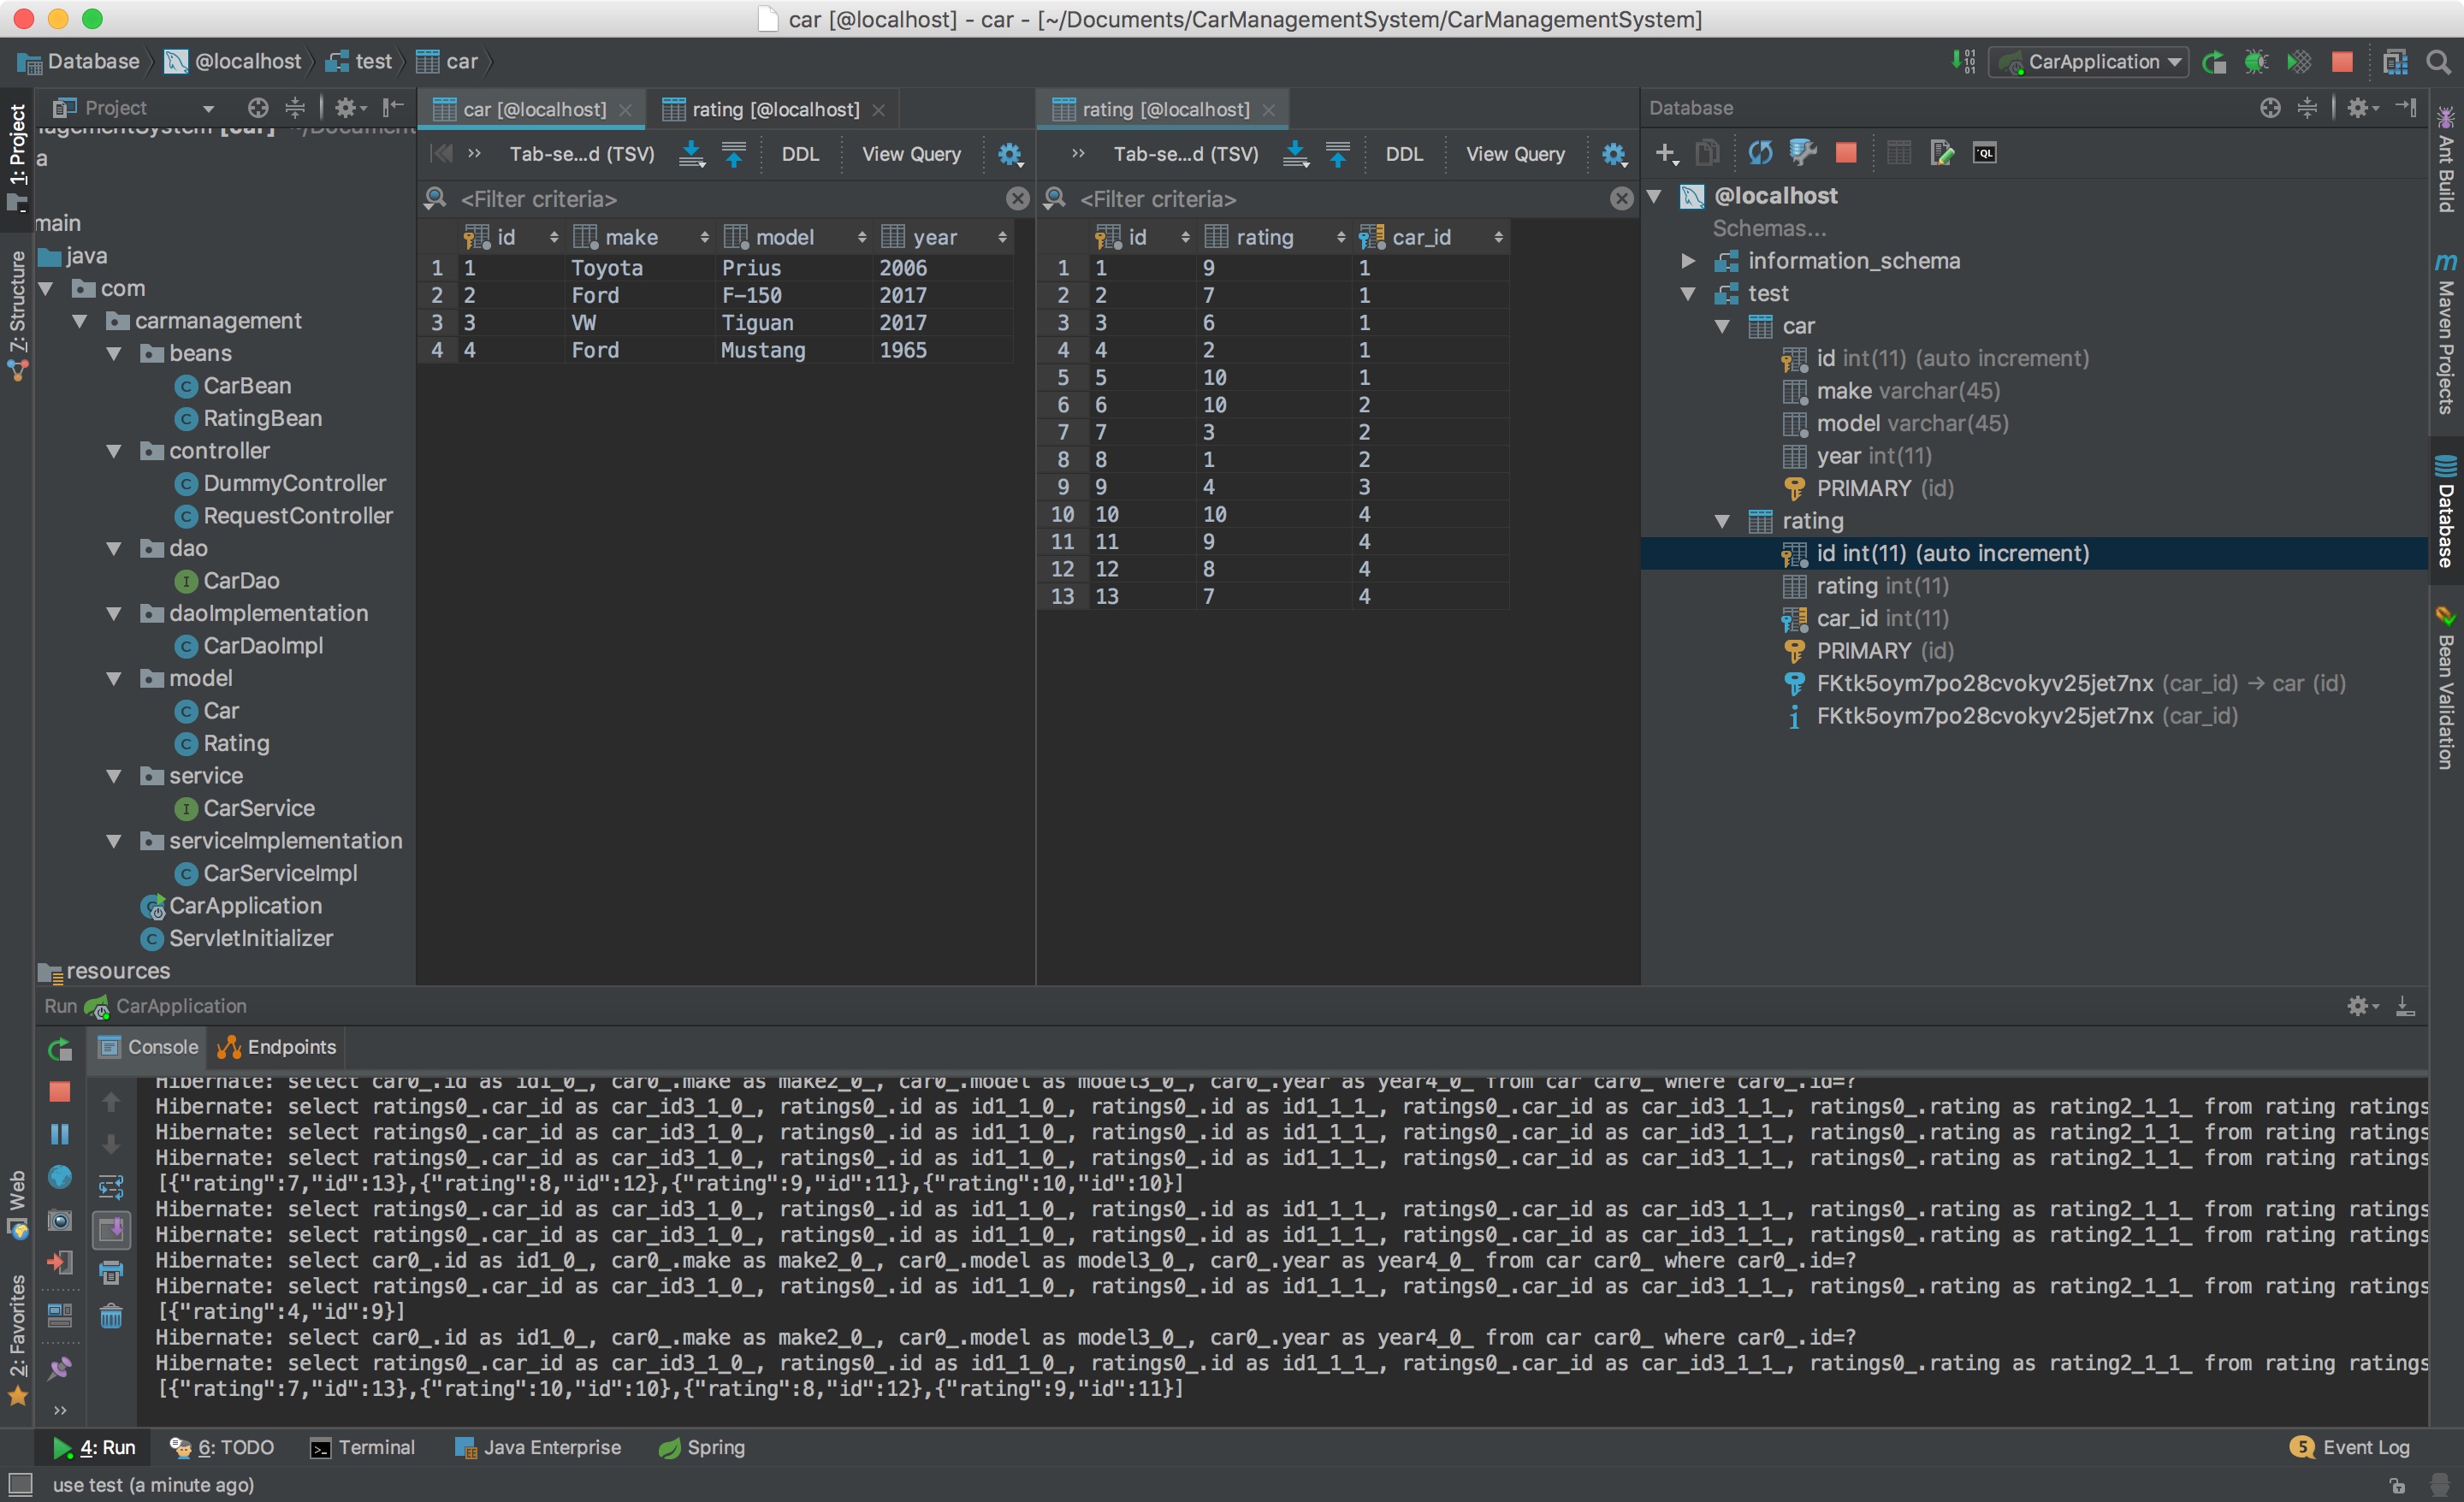 car [@localhost] - car - [~/Documents/CarManagementSystem/CarManagementSystem]
Database @localhost test car
CarApplication
1: Project
Z: Structure
Web
2: Favorites
Project
a
main
java
com
carmanagement
beans
CarBean
RatingBean
controller
DummyController
RequestController
dao
CarDao
daoImplementation
CarDaoImpl
model
Car
Rating
service
CarService
serviceImplementation
CarServiceImpl
CarApplication
ServletInitializer
resources
car [@localhost] rating [@localhost]
Tab-se...d (TSV) DDL View Query
<Filter criteria>
id make model year
1 1 Toyota Prius 2006
2 2 Ford F-150 2017
3 3 VW Tiguan 2017
4 4 Ford Mustang 1965
rating [@localhost]
Tab-se...d (TSV) DDL View Query
<Filter criteria>
id rating car_id
1 1 9 1
2 2 7 1
3 3 6 1
4 4 2 1
5 5 10 1
6 6 10 2
7 7 3 2
8 8 1 2
9 9 4 3
10 10 10 4
11 11 9 4
12 12 8 4
13 13 7 4
Database
QL
@localhost
Schemas...
information_schema
test
car
id int(11) (auto increment)
make varchar(45)
model varchar(45)
year int(11)
PRIMARY (id)
rating
id int(11) (auto increment)
rating int(11)
car_id int(11)
PRIMARY (id)
FKtk5oym7po28cvokyv25jet7nx (car_id) → car (id)
FKtk5oym7po28cvokyv25jet7nx (car_id)
Ant Build
Maven Projects
Database
Bean Validation
Run CarApplication
Console Endpoints
Hibernate: select car0_.id as id1_0_, car0_.make as make2_0_, car0_.model as model3_0_, car0_.year as year4_0_ from car car0_ where car0_.id=?
Hibernate: select ratings0_.car_id as car_id3_1_0_, ratings0_.id as id1_1_0_, ratings0_.id as id1_1_1_, ratings0_.car_id as car_id3_1_1_, ratings0_.rating as rating2_1_1_ from rating ratings
Hibernate: select ratings0_.car_id as car_id3_1_0_, ratings0_.id as id1_1_0_, ratings0_.id as id1_1_1_, ratings0_.car_id as car_id3_1_1_, ratings0_.rating as rating2_1_1_ from rating ratings
Hibernate: select ratings0_.car_id as car_id3_1_0_, ratings0_.id as id1_1_0_, ratings0_.id as id1_1_1_, ratings0_.car_id as car_id3_1_1_, ratings0_.rating as rating2_1_1_ from rating ratings
[{"rating":7,"id":13},{"rating":8,"id":12},{"rating":9,"id":11},{"rating":10,"id":10}]
Hibernate: select ratings0_.car_id as car_id3_1_0_, ratings0_.id as id1_1_0_, ratings0_.id as id1_1_1_, ratings0_.car_id as car_id3_1_1_, ratings0_.rating as rating2_1_1_ from rating ratings
Hibernate: select ratings0_.car_id as car_id3_1_0_, ratings0_.id as id1_1_0_, ratings0_.id as id1_1_1_, ratings0_.car_id as car_id3_1_1_, ratings0_.rating as rating2_1_1_ from rating ratings
Hibernate: select car0_.id as id1_0_, car0_.make as make2_0_, car0_.model as model3_0_, car0_.year as year4_0_ from car car0_ where car0_.id=?
Hibernate: select ratings0_.car_id as car_id3_1_0_, ratings0_.id as id1_1_0_, ratings0_.id as id1_1_1_, ratings0_.car_id as car_id3_1_1_, ratings0_.rating as rating2_1_1_ from rating ratings
[{"rating":4,"id":9}]
Hibernate: select car0_.id as id1_0_, car0_.make as make2_0_, car0_.model as model3_0_, car0_.year as year4_0_ from car car0_ where car0_.id=?
Hibernate: select ratings0_.car_id as car_id3_1_0_, ratings0_.id as id1_1_0_, ratings0_.id as id1_1_1_, ratings0_.car_id as car_id3_1_1_, ratings0_.rating as rating2_1_1_ from rating ratings
[{"rating":7,"id":13},{"rating":10,"id":10},{"rating":8,"id":12},{"rating":9,"id":11}]
4: Run 6: TODO Terminal Java Enterprise Spring 5 Event Log
use test (a minute ago)